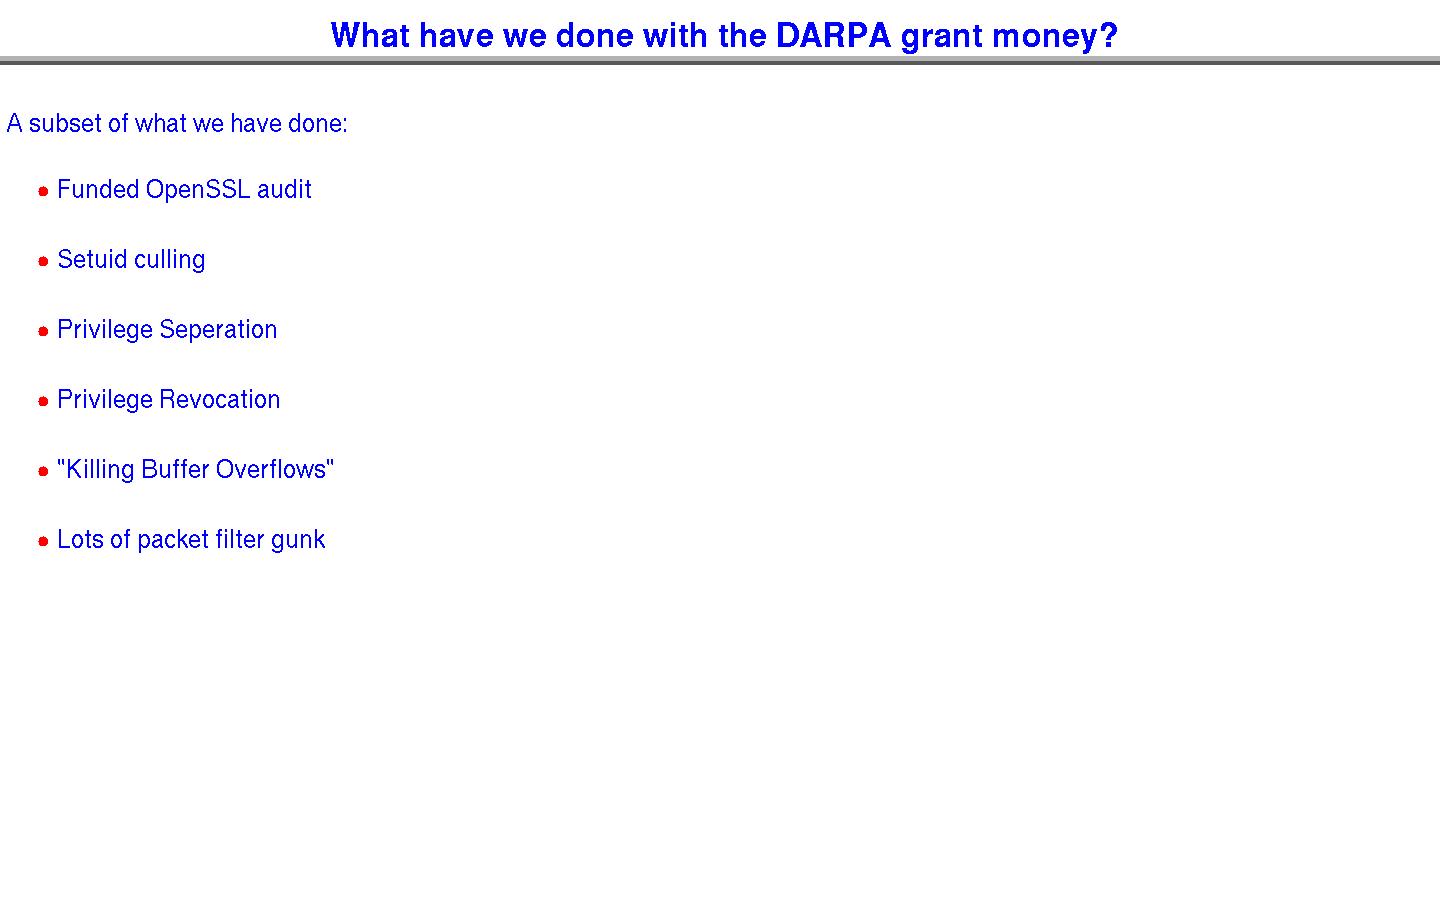 What have we done with the DARPA grant money?
A subset of what we have done:
Funded OpenSSL audit
Setuid culling
Privilege Seperation
Privilege Revocation
"Killing Buffer Overflows"
Lots of packet filter gunk